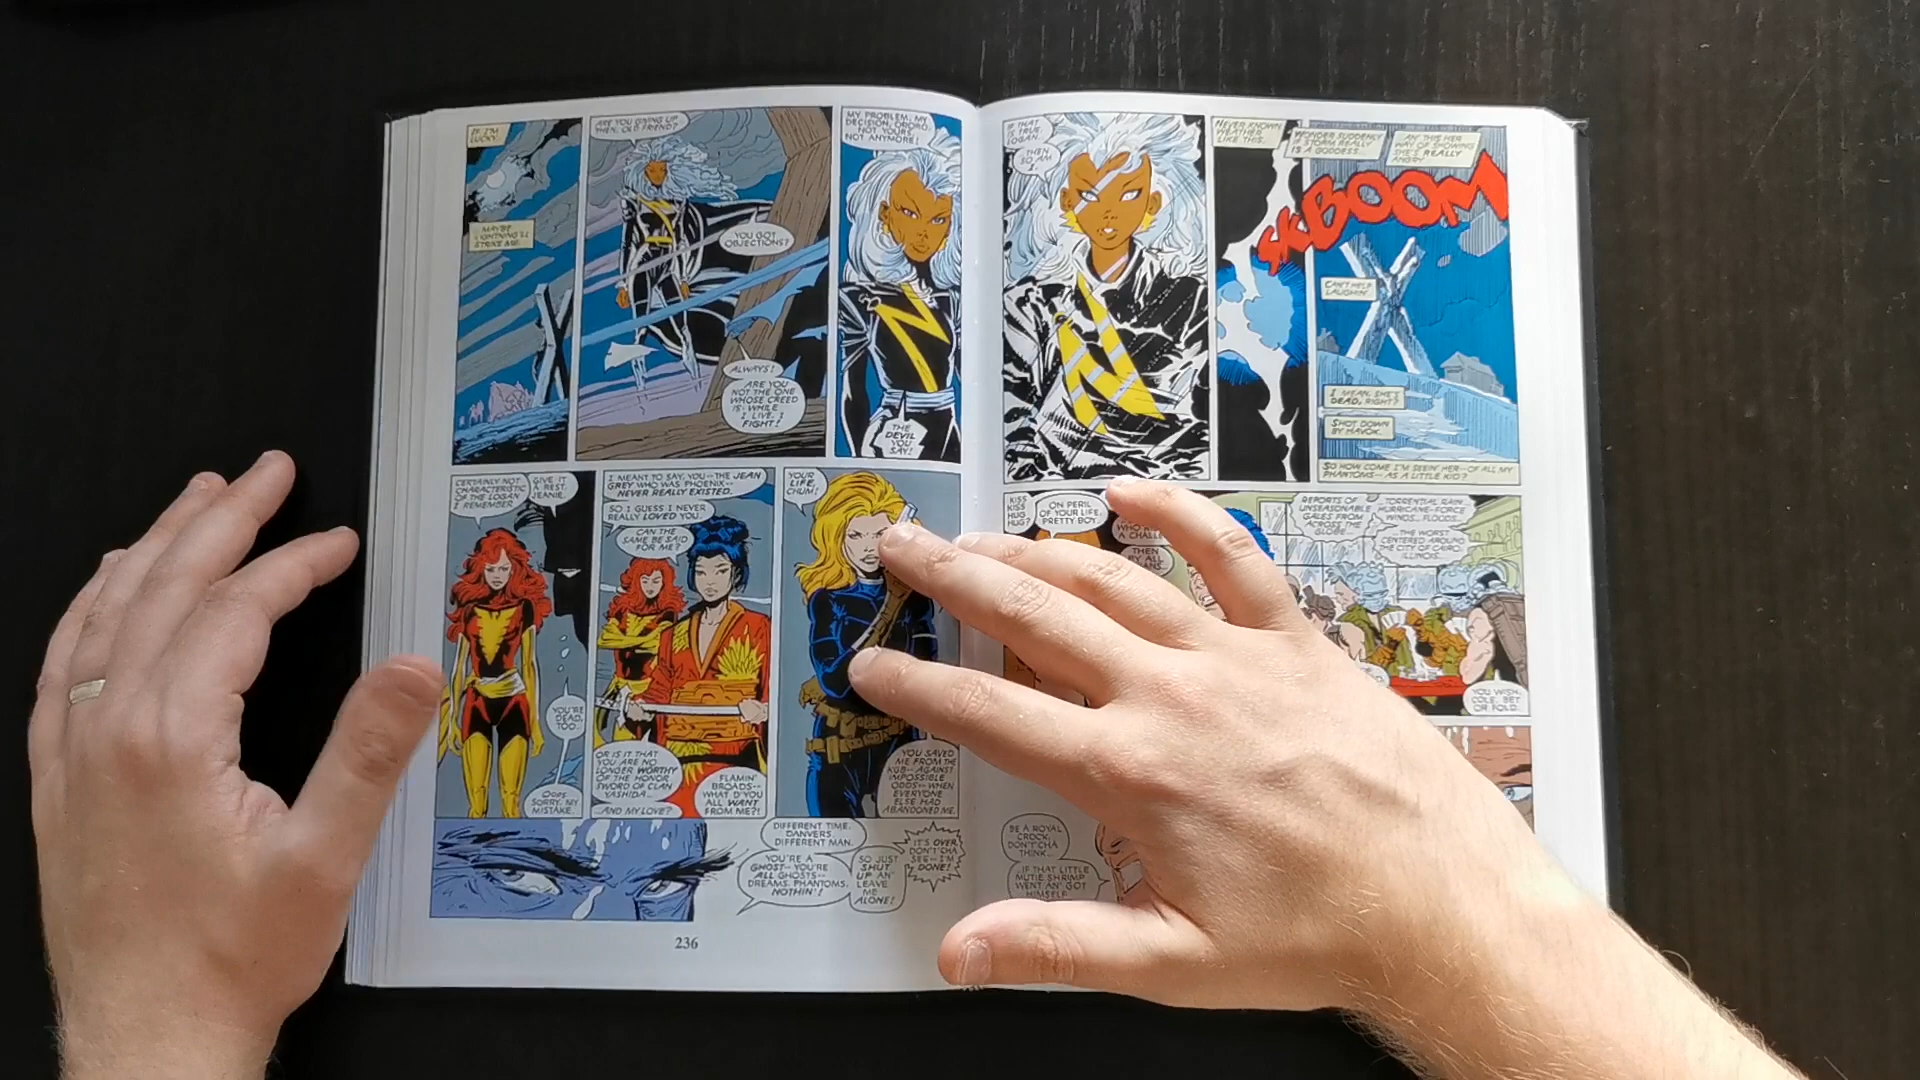 IF I'M
LUCKY.
MAYBE
LIGHTNING'LL
STRIKE ME.
ARE YOU GIVING UP
THEN, OLD FRIEND?
YOU GOT
OBJECTIONS?
ALWAYS!
ARE YOU
NOT THE ONE
WHOSE CREED
IS: WHILE
I LIVE, I
FIGHT!
MY PROBLEM, MY
DECISION, ORORO.
NOT YOURS.
NOT ANYMORE!
THE
DEVIL
YOU
SAY!
CERTAINLY NOT
CHARACTERISTIC
OF THE LOGAN
I REMEMBER
GIVE IT
A REST,
JEANIE.
YOU'RE
DEAD,
TOO.
OOPS.
SORRY. MY
MISTAKE.
I MEANT TO SAY, YOU--THE JEAN
GREY WHO WAS PHOENIX--
NEVER REALLY EXISTED.
SO I GUESS I NEVER
REALLY LOVED YOU.
CAN THE
SAME BE SAID
FOR ME?
OR IS IT THAT
YOU ARE NO
LONGER WORTHY
OF THE HONOR
SWORD OF CLAN
YASHIDA...
...AND MY LOVE?
FLAMIN'
BROADS--
WHAT D'YOU
ALL WANT
FROM ME?!
YOUR
LIFE,
CHUM!
YOU SAVED
ME FROM THE
KGB--AGAINST
IMPOSSIBLE
ODDS--WHEN
EVERYONE
ELSE HAD
ABANDONED ME.
DIFFERENT TIME,
DANVERS.
DIFFERENT MAN.
YOU'RE A
GHOST--YOU'RE
ALL GHOSTS--
DREAMS, PHANTOMS,
NOTHIN'!
SO JUST
SHUT
UP AN'
LEAVE
ME
ALONE!
IT'S OVER,
DON'TCHA
SEE--I'M
DONE!
236
IF THAT
IS TRUE,
LOGAN,
THEN
SO AM
I.
NEVER KNOWN
WEATHER
LIKE THIS.
WONDER SUDDENLY
IF STORM REALLY
IS A GODDESS.
AN' THIS HER
WAY OF SHOWING
SHE'S REALLY
ANGRY.
SKBOOM
CAN'T HELP
LAUGHIN'.
I MEAN, SHE'S
DEAD, RIGHT?
SHOT DOWN
BY HAVOK.
SO HOW COME I'M SEEIN' HER--OF ALL MY
PHANTOMS--AS A LITTLE KID?
KISS
KISS
HUG
HUG?
ON PERIL
OF YOUR LIFE,
PRETTY BOY.
A CHALL
THEN
BY ALL
REPORTS OF
UNSEASONABLE
GALES FROM
ACROSS THE
GLOBE.
TORRENTIAL RAIN,
HURRICANE-FORCE
WINDS... FLOODS...
THE WORST
CENTERED AROUND
THE CITY OF CAIRO,
ILLINOIS.
YOU WISH,
COLE. BET
OR FOLD.
BE A ROYAL
CROCK,
DON'TCHA
THINK...
...IF THAT LITTLE
MUTIE SHRIMP
WENT AN' GOT
HIMSELF